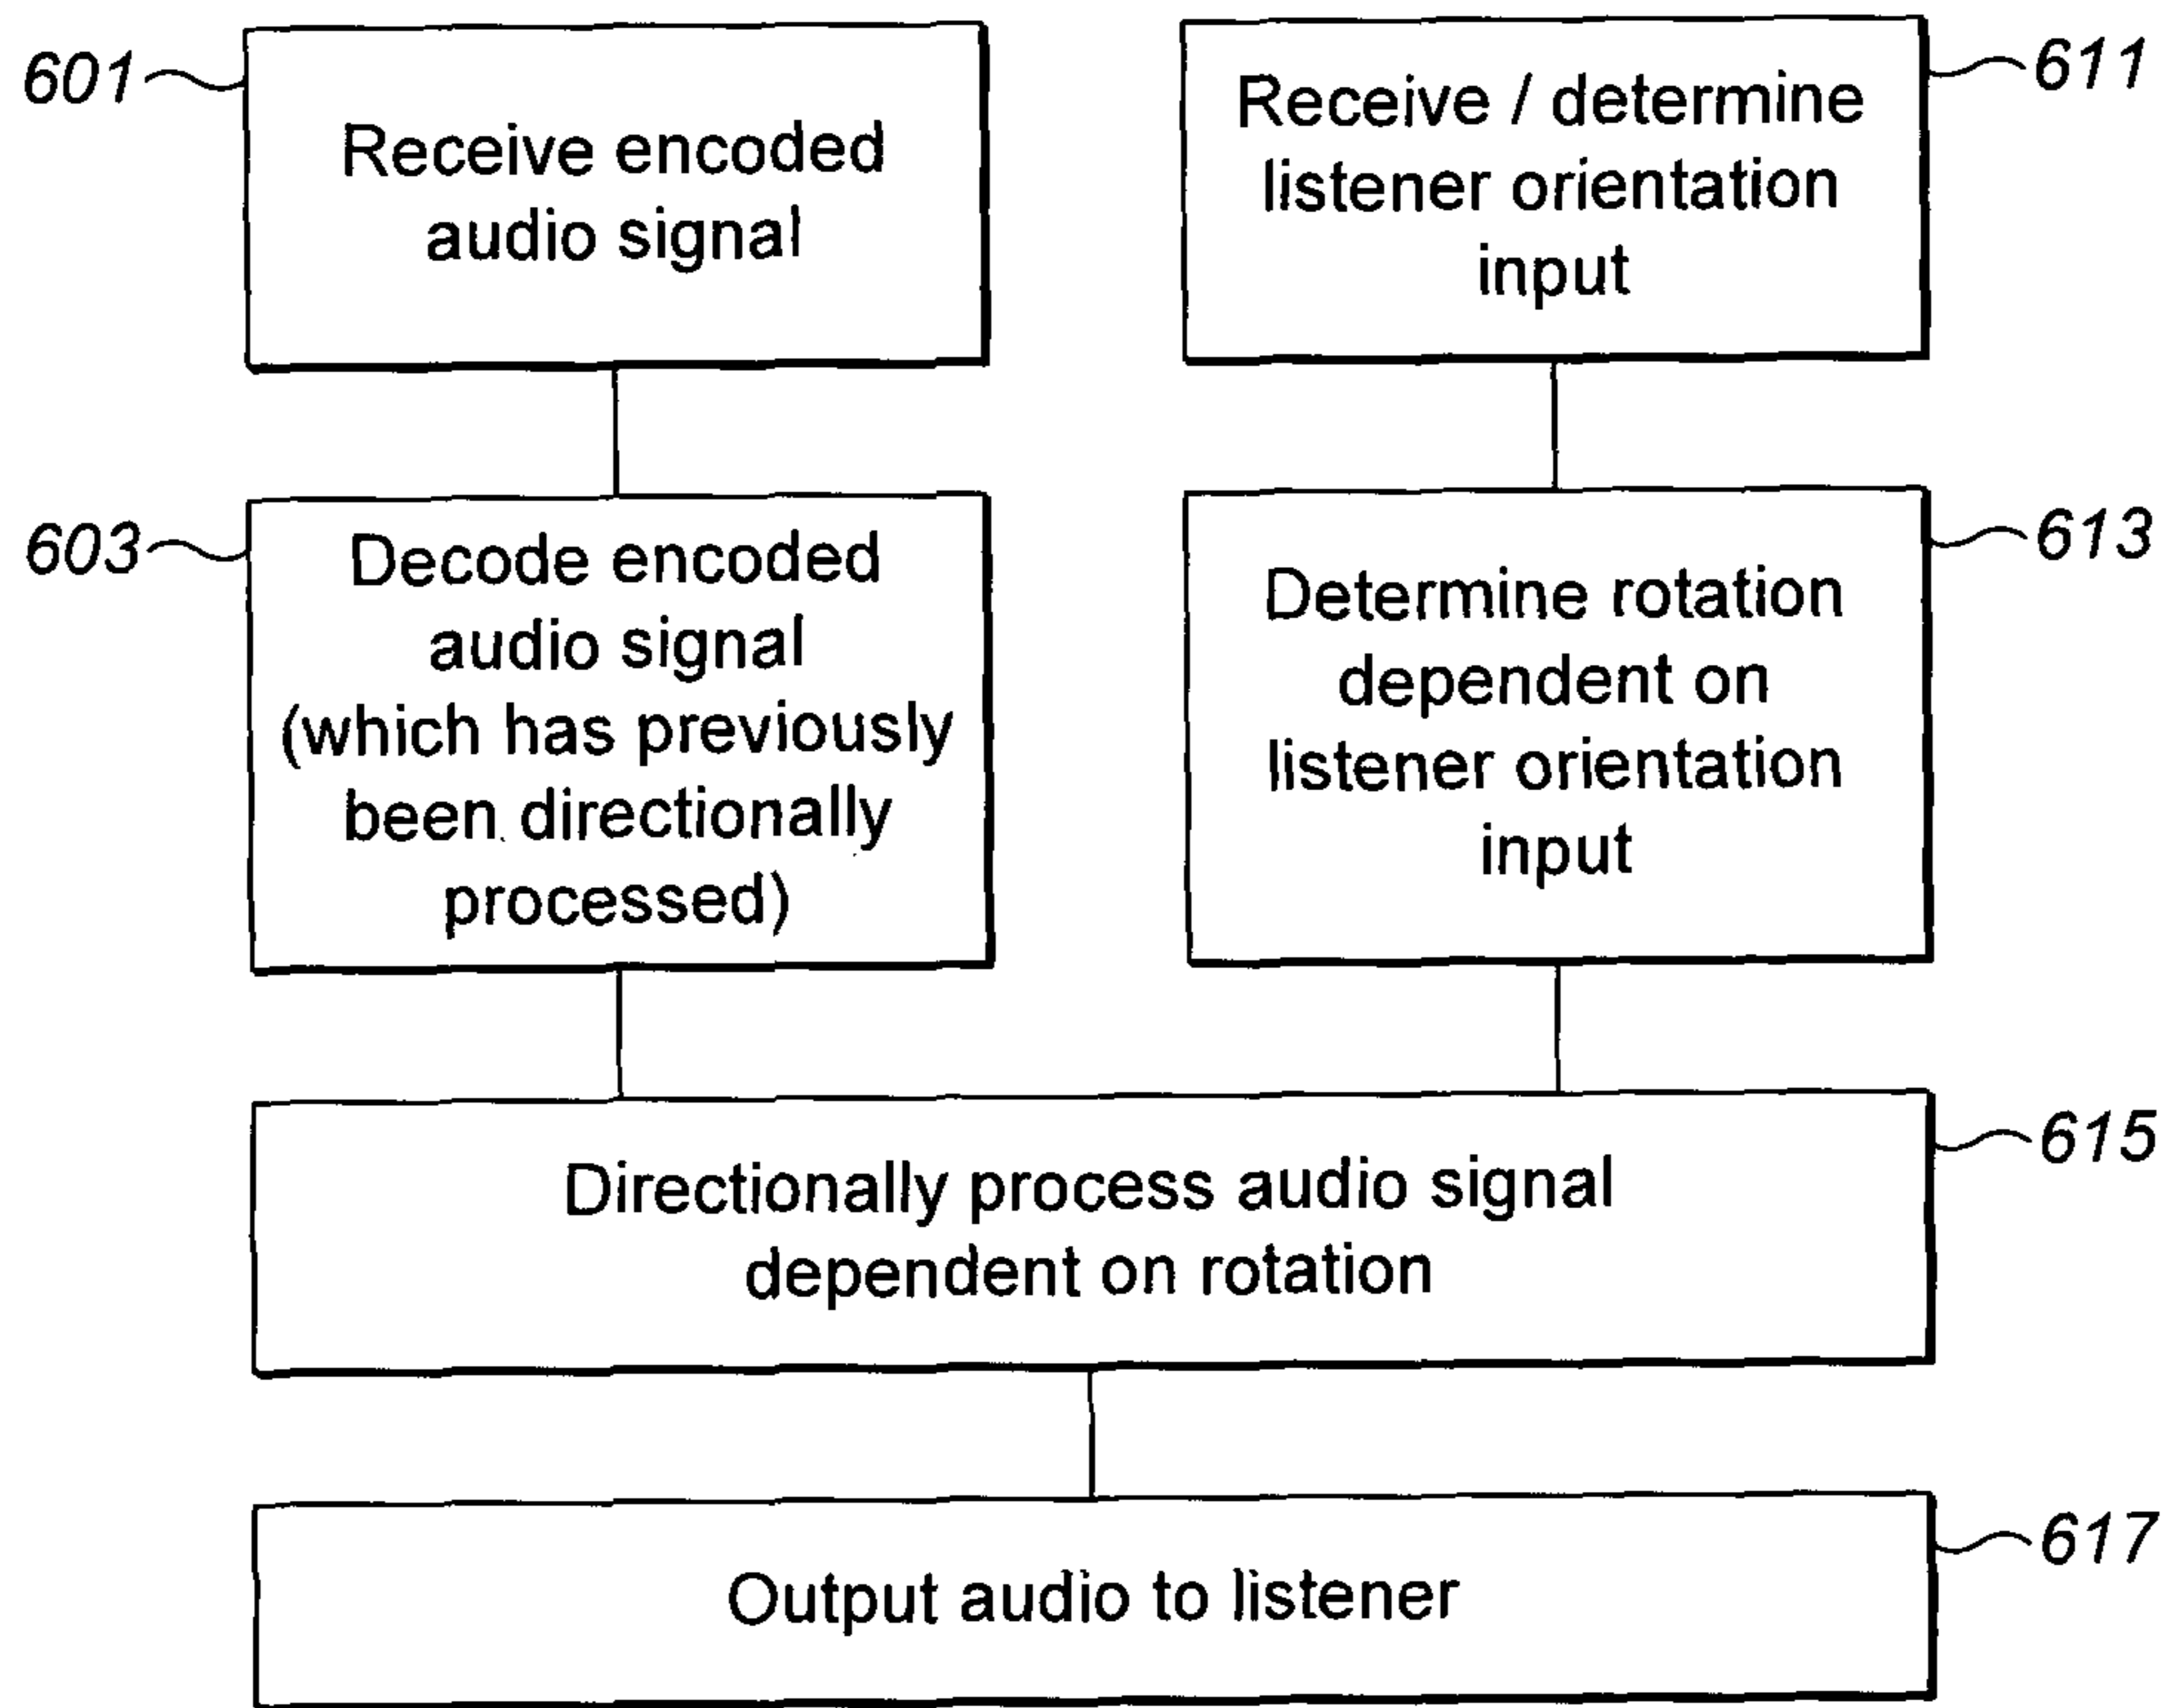 601
Receive encoded
audio signal
611
Receive / determine
listener orientation
input
603
Decode encoded
audio signal
(which has previously
been directionally
processed)
613
Determine rotation
dependent on
listener orientation
input
615
Directionally process audio signal
dependent on rotation
617
Output audio to listener